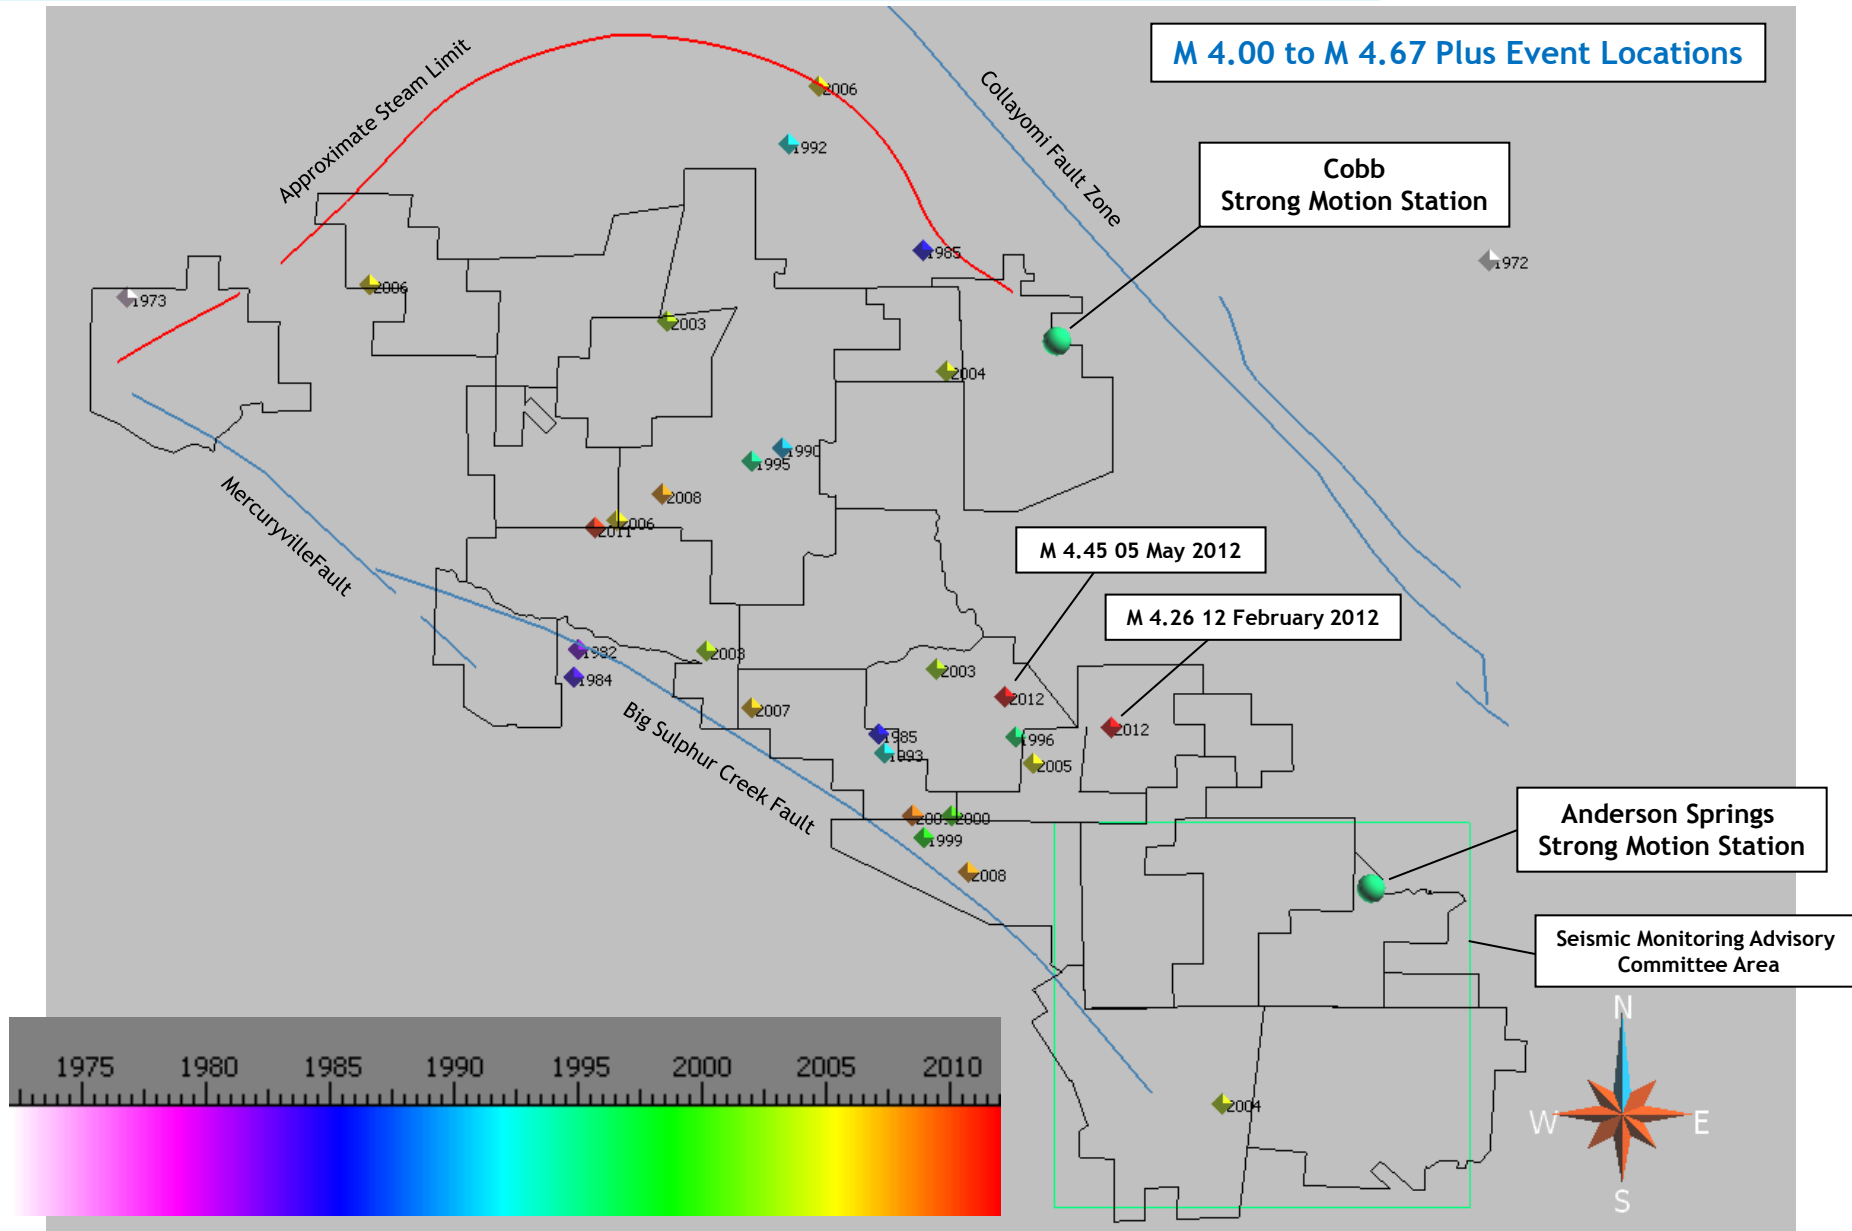 M 4.00 to M 4.67 Plus Event Locations
Approximate Steam Limit
Collayomi Fault Zone
2006
1992
Cobb
Strong Motion Station
1985
1972
2006
1973
2003
2004
1990
1995
2008
2006
2011
MercuryvilleFault
M 4.45 05 May 2012
M 4.26 12 February 2012
1982
2003
1984
2003
2012
2007
2012
1985
1996
1993
2005
Big Sulphur Creek Fault
2000
1999
2008
Anderson Springs
Strong Motion Station
Seismic Monitoring Advisory
Committee Area
2004
1975 1980 1985 1990 1995 2000 2005 2010
N
W E
S